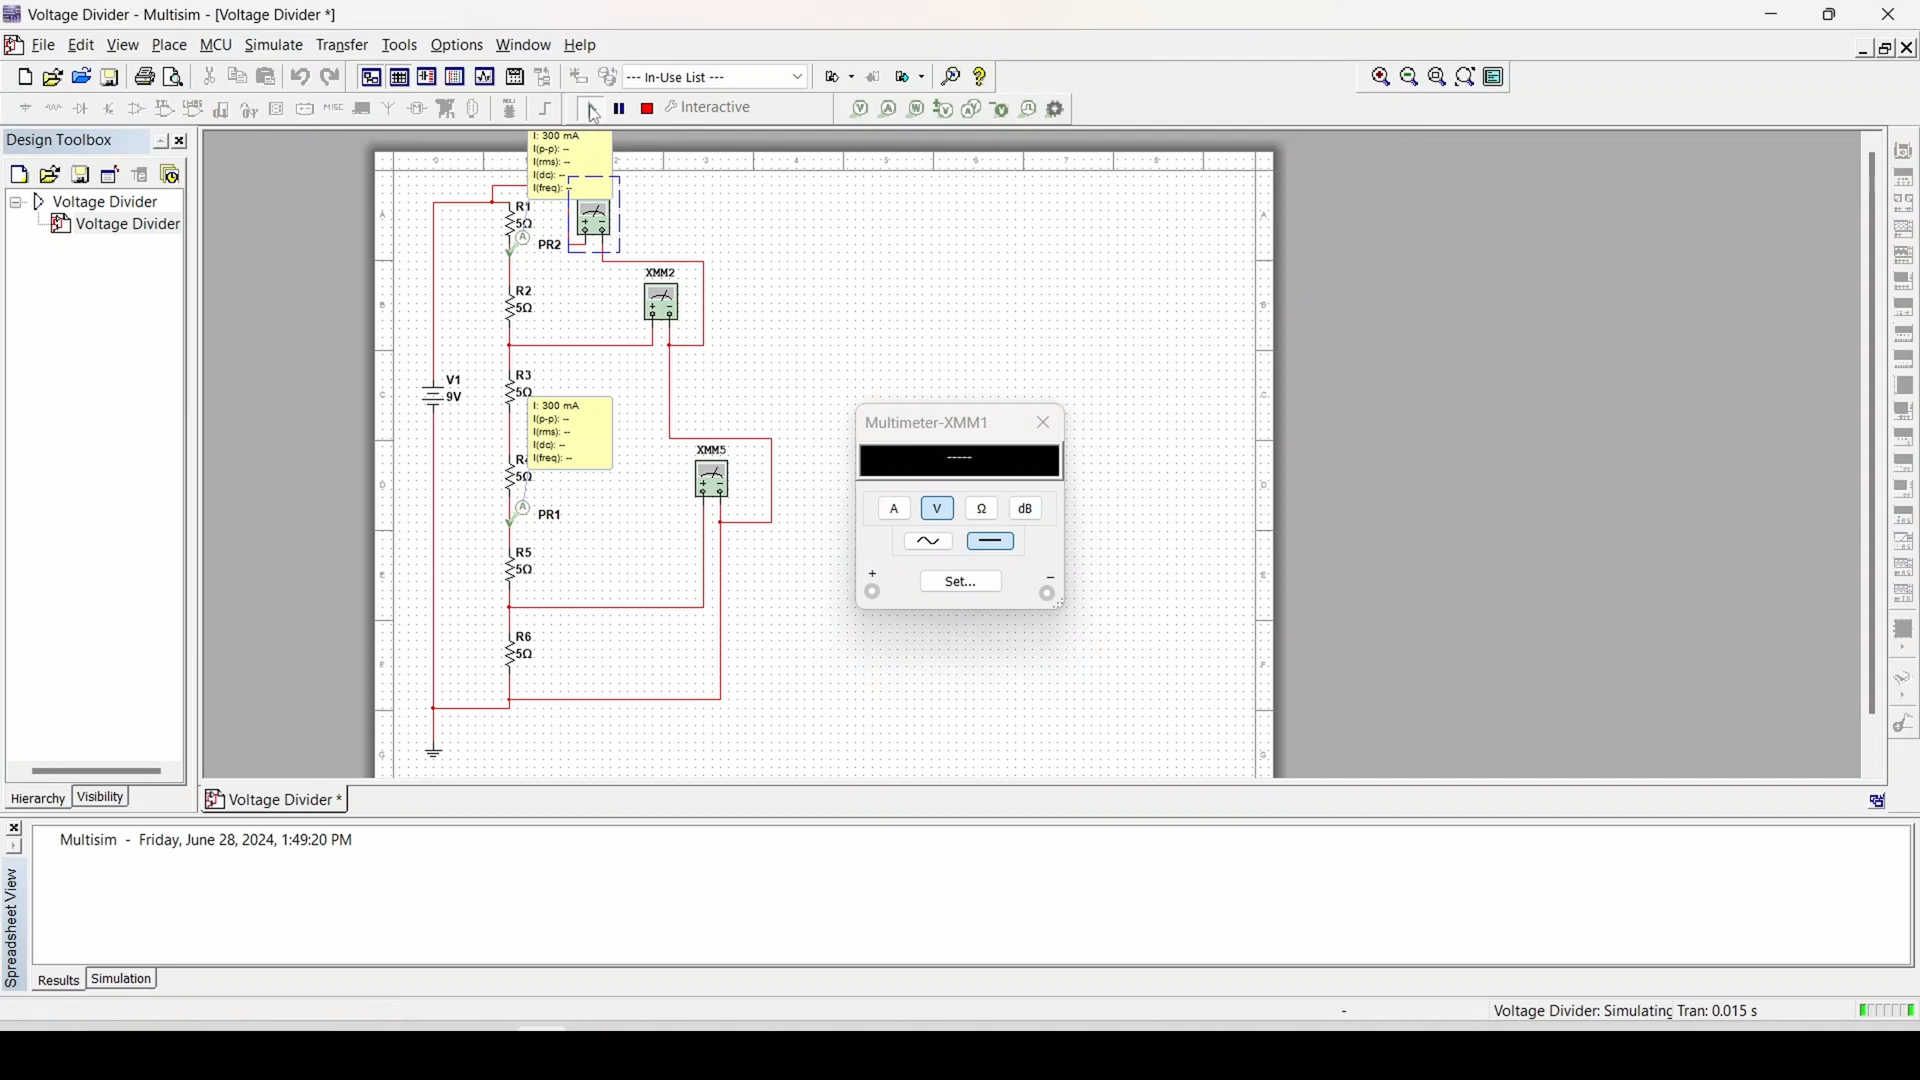 Voltage Divider - Multisim - [Voltage Divider *]
File Edit View Place MCU Simulate Transfer Tools Options Window Help
--- In-Use List ---
MISC Interactive
Design Toolbox
Voltage Divider
Voltage Divider
I: 300 mA
I(p-p): --
I(rms): --
I(dc): --
I(freq): --
R1
5Ω
PR2
XMM2
R2
5Ω
V1
9V
R3
5Ω
I: 300 mA
I(p-p): --
I(rms): --
I(dc): --
I(freq): --
5Ω
XMM5
PR1
R5
5Ω
R6
5Ω
Multimeter-XMM1
-----
A V Ω dB
+ Set... −
Hierarchy Visibility
Voltage Divider *
Multisim - Friday, June 28, 2024, 1:49:20 PM
Spreadsheet View
Results Simulation
- Voltage Divider: Simulating Tran: 0.015 s